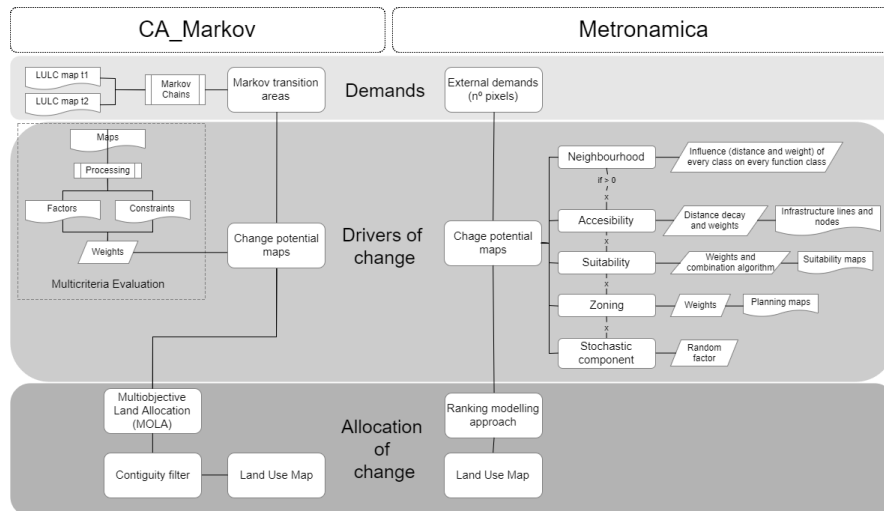 CA_Markov
Metronamica
LULC map t1
LULC map t2
Markov
Chains
Markov transition
areas
Demands
External demands
(nº pixels)
Maps
Processing
Factors
Constraints
Weights
Multicriteria Evaluation
Change potential
maps
Drivers of
change
Chage potential
maps
Neighbourhood
Influence (distance and weight) of
every class on every function class
if > 0
x
Accesibility
Distance decay
and weights
Infrastructure lines and
nodes
x
Suitability
Weights and
combination algorithm
Suitability maps
x
Zoning
Weights
Planning maps
x
Stochastic
component
Random
factor
Multiobjective
Land Allocation
(MOLA)
Contiguity filter
Land Use Map
Allocation
of
change
Ranking modelling
approach
Land Use Map